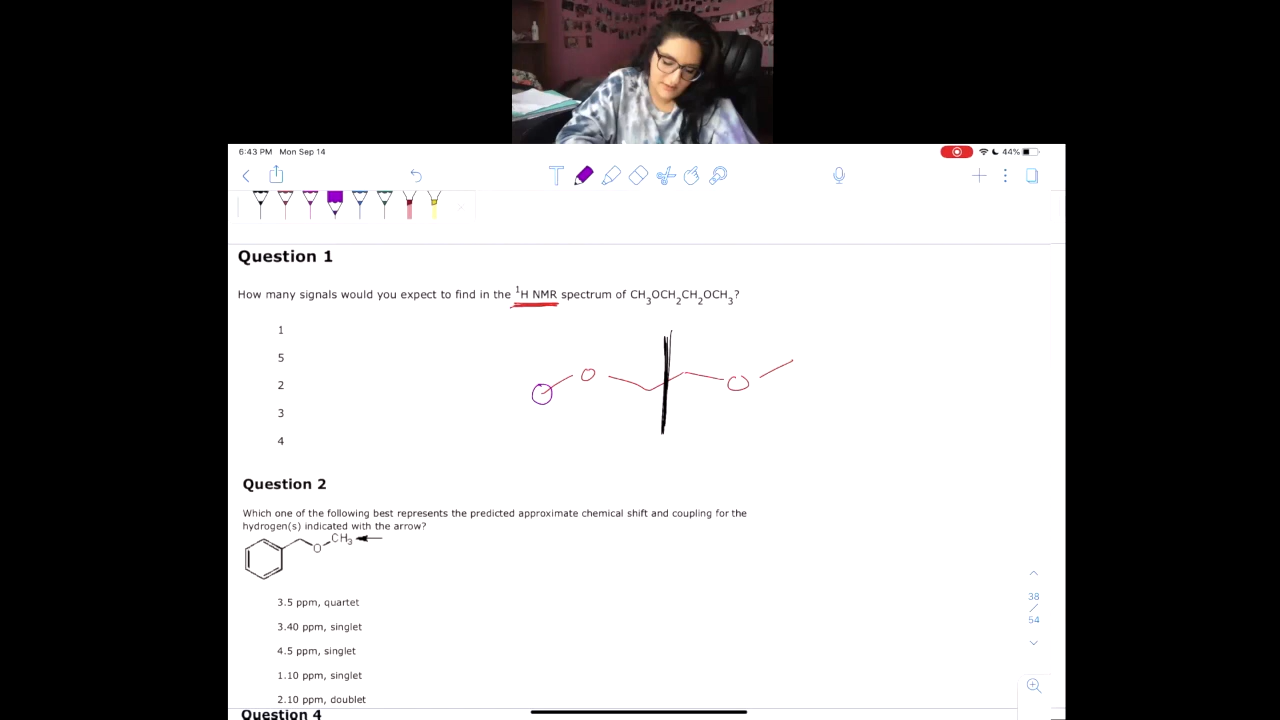 6:43 PM Mon Sep 14
44%
T
Question 1
How many signals would you expect to find in the ¹H NMR spectrum of CH₃OCH₂CH₂OCH₃?
1
5
2
3
4
O
O
Question 2
Which one of the following best represents the predicted approximate chemical shift and coupling for the
hydrogen(s) indicated with the arrow?
O CH₃
3.5 ppm, quartet
3.40 ppm, singlet
4.5 ppm, singlet
1.10 ppm, singlet
2.10 ppm, doublet
38
/
54
Question 4